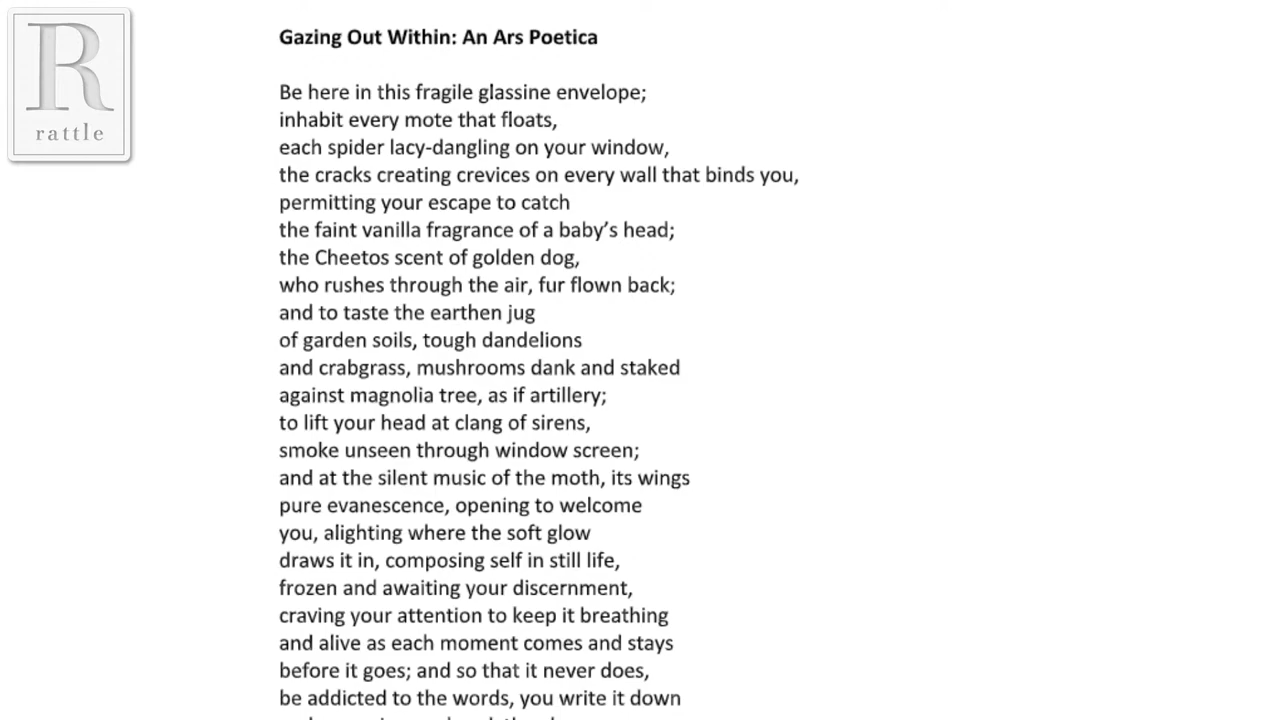 R
rattle
Gazing Out Within: An Ars Poetica
Be here in this fragile glassine envelope;
inhabit every mote that floats,
each spider lacy-dangling on your window,
the cracks creating crevices on every wall that binds you,
permitting your escape to catch
the faint vanilla fragrance of a baby’s head;
the Cheetos scent of golden dog,
who rushes through the air, fur flown back;
and to taste the earthen jug
of garden soils, tough dandelions
and crabgrass, mushrooms dank and staked
against magnolia tree, as if artillery;
to lift your head at clang of sirens,
smoke unseen through window screen;
and at the silent music of the moth, its wings
pure evanescence, opening to welcome
you, alighting where the soft glow
draws it in, composing self in still life,
frozen and awaiting your discernment,
craving your attention to keep it breathing
and alive as each moment comes and stays
before it goes; and so that it never does,
be addicted to the words, you write it down